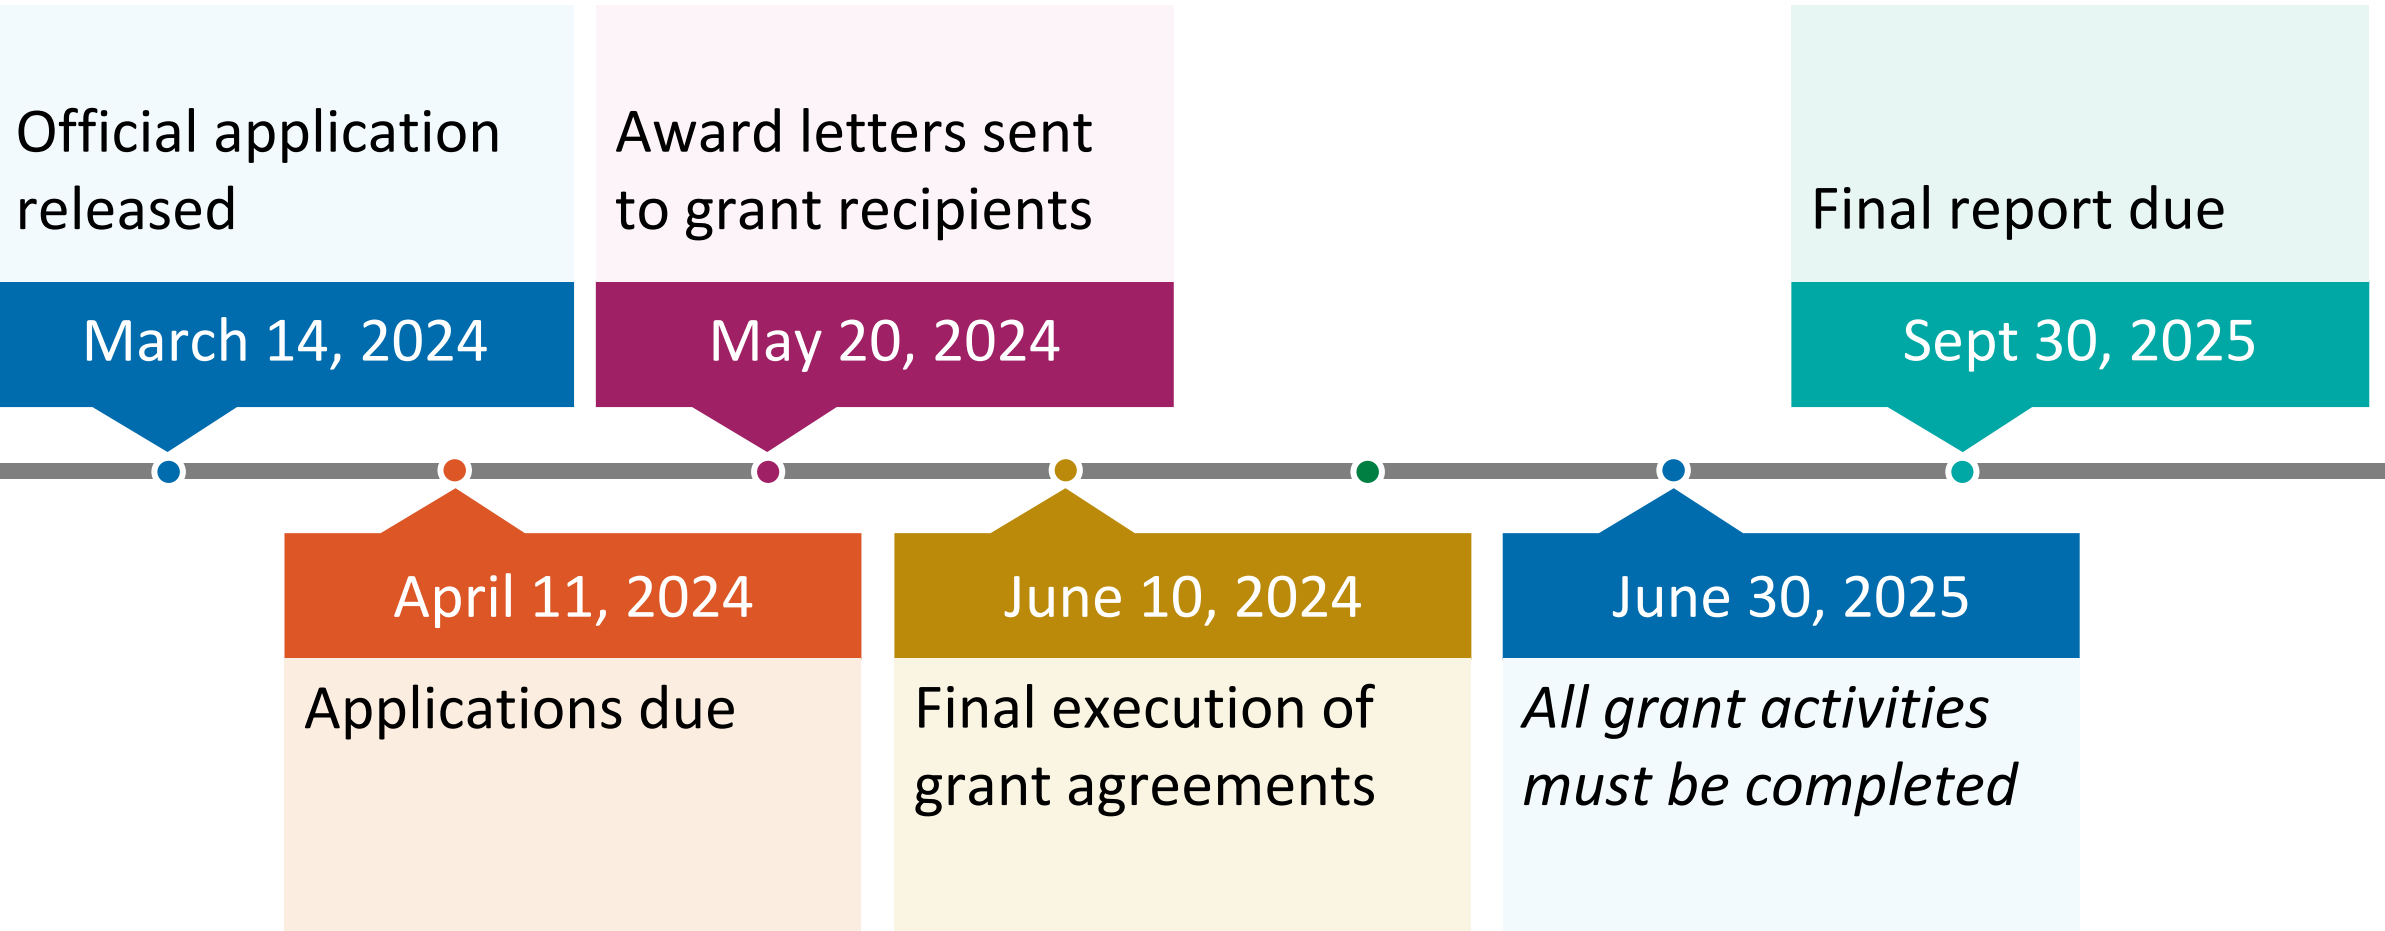 Official application
released
March 14, 2024
April 11, 2024
Applications due
Award letters sent
to grant recipients
May 20, 2024
June 10, 2024
Final execution of
grant agreements
June 30, 2025
All grant activities
must be completed
Final report due
Sept 30, 2025